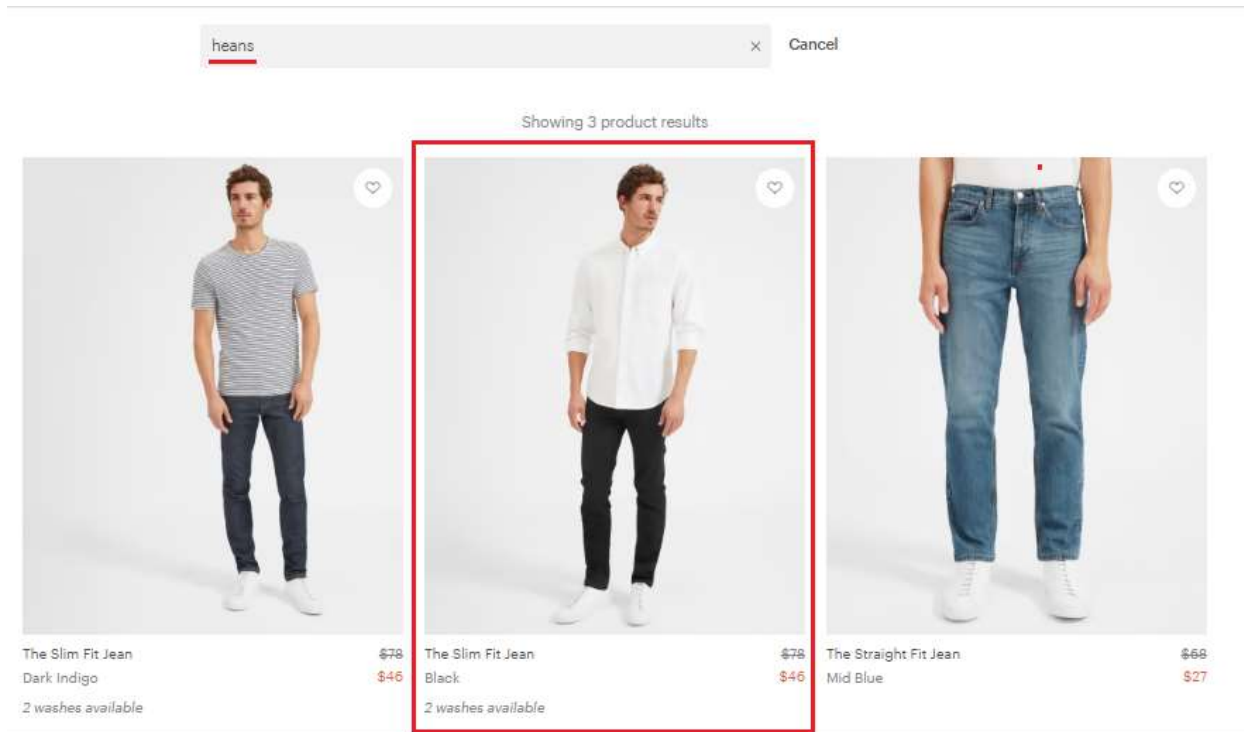 heans
×
Cancel
Showing 3 product results
The Slim Fit Jean $78
Dark Indigo $46
2 washes available
The Slim Fit Jean $78
Black $46
2 washes available
The Straight Fit Jean $68
Mid Blue $27